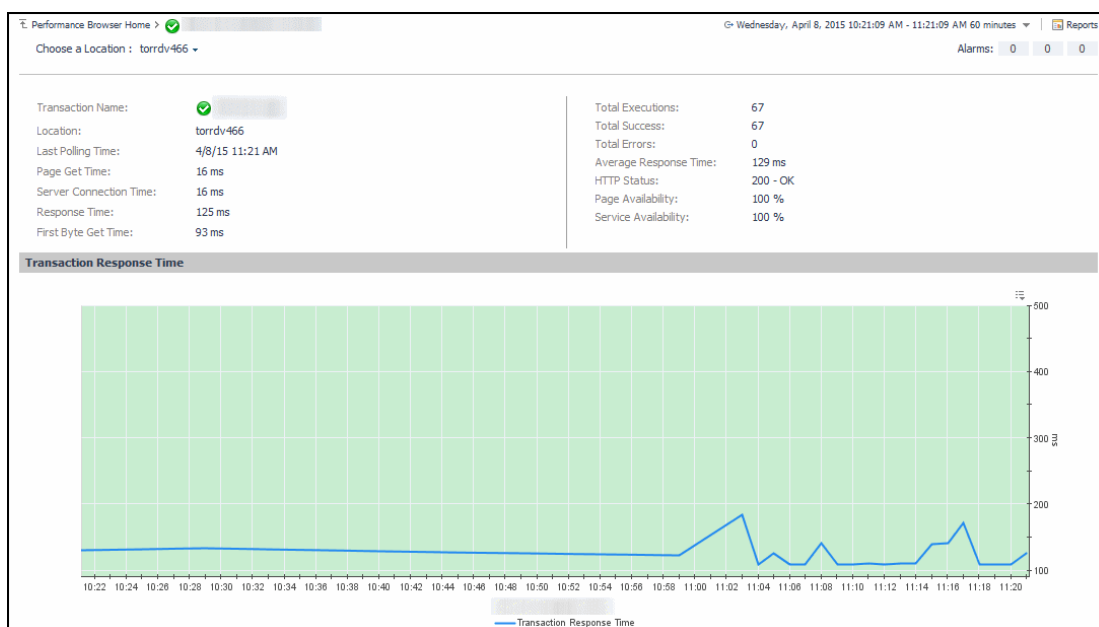 Performance Browser Home >
Wednesday, April 8, 2015 10:21:09 AM - 11:21:09 AM 60 minutes
Reports
Choose a Location : torrdv466
Alarms: 0 0 0
Transaction Name:
Location: torrdv466
Last Polling Time: 4/8/15 11:21 AM
Page Get Time: 16 ms
Server Connection Time: 16 ms
Response Time: 125 ms
First Byte Get Time: 93 ms
Total Executions: 67
Total Success: 67
Total Errors: 0
Average Response Time: 129 ms
HTTP Status: 200 - OK
Page Availability: 100 %
Service Availability: 100 %
Transaction Response Time
500
400
300
ms
200
100
10:22 10:24 10:26 10:28 10:30 10:32 10:34 10:36 10:38 10:40 10:42 10:44 10:46 10:48 10:50 10:52 10:54 10:56 10:58 11:00 11:02 11:04 11:06 11:08 11:10 11:12 11:14 11:16 11:18 11:20
Transaction Response Time